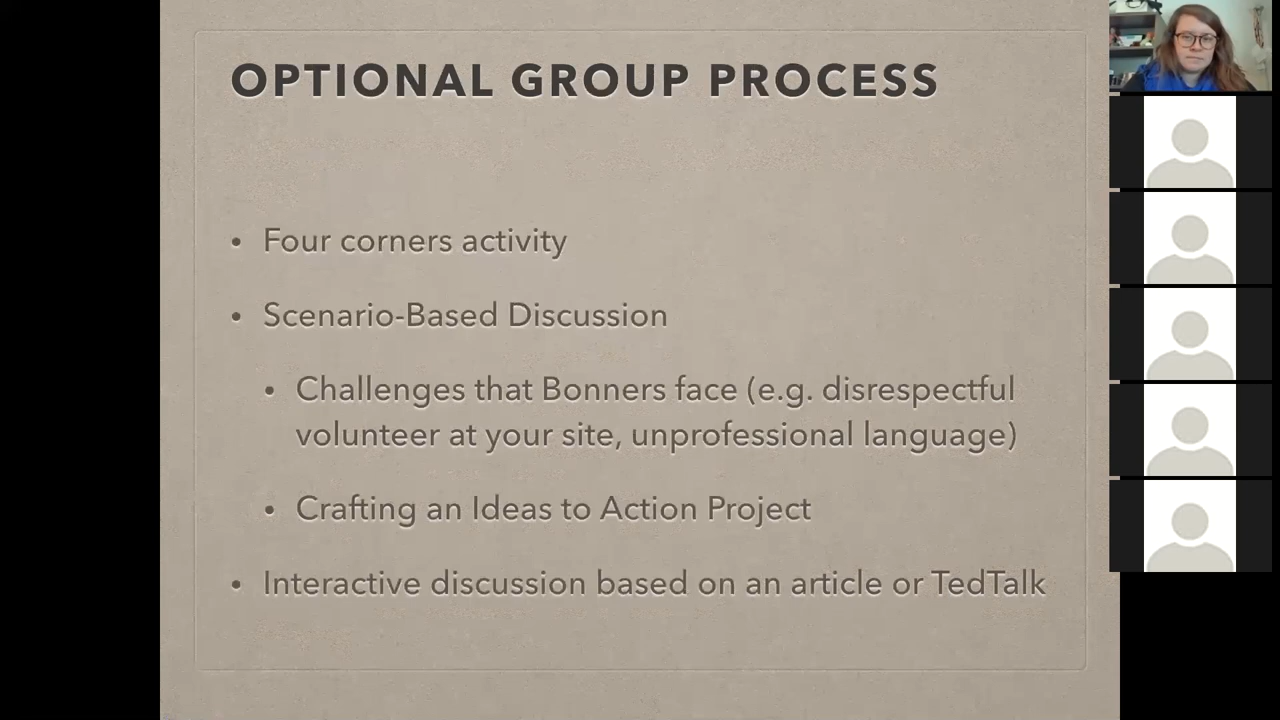 OPTIONAL GROUP PROCESS
• Four corners activity
• Scenario-Based Discussion
• Challenges that Bonners face (e.g. disrespectful
volunteer at your site, unprofessional language)
• Crafting an Ideas to Action Project
• Interactive discussion based on an article or TedTalk